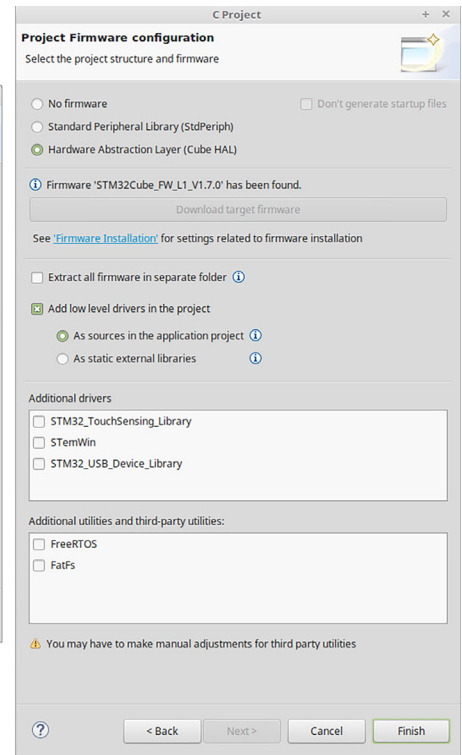 C Project
Project Firmware configuration
Select the project structure and firmware
No firmware
Don't generate startup files
Standard Peripheral Library (StdPeriph)
Hardware Abstraction Layer (Cube HAL)
Firmware 'STM32Cube_FW_L1_V1.7.0' has been found.
Download target firmware
See 'Firmware Installation' for settings related to firmware installation
Extract all firmware in separate folder
Add low level drivers in the project
As sources in the application project
As static external libraries
Additional drivers
STM32_TouchSensing_Library
STemWin
STM32_USB_Device_Library
Additional utilities and third-party utilities:
FreeRTOS
FatFs
You may have to make manual adjustments for third party utilities
< Back
Next >
Cancel
Finish